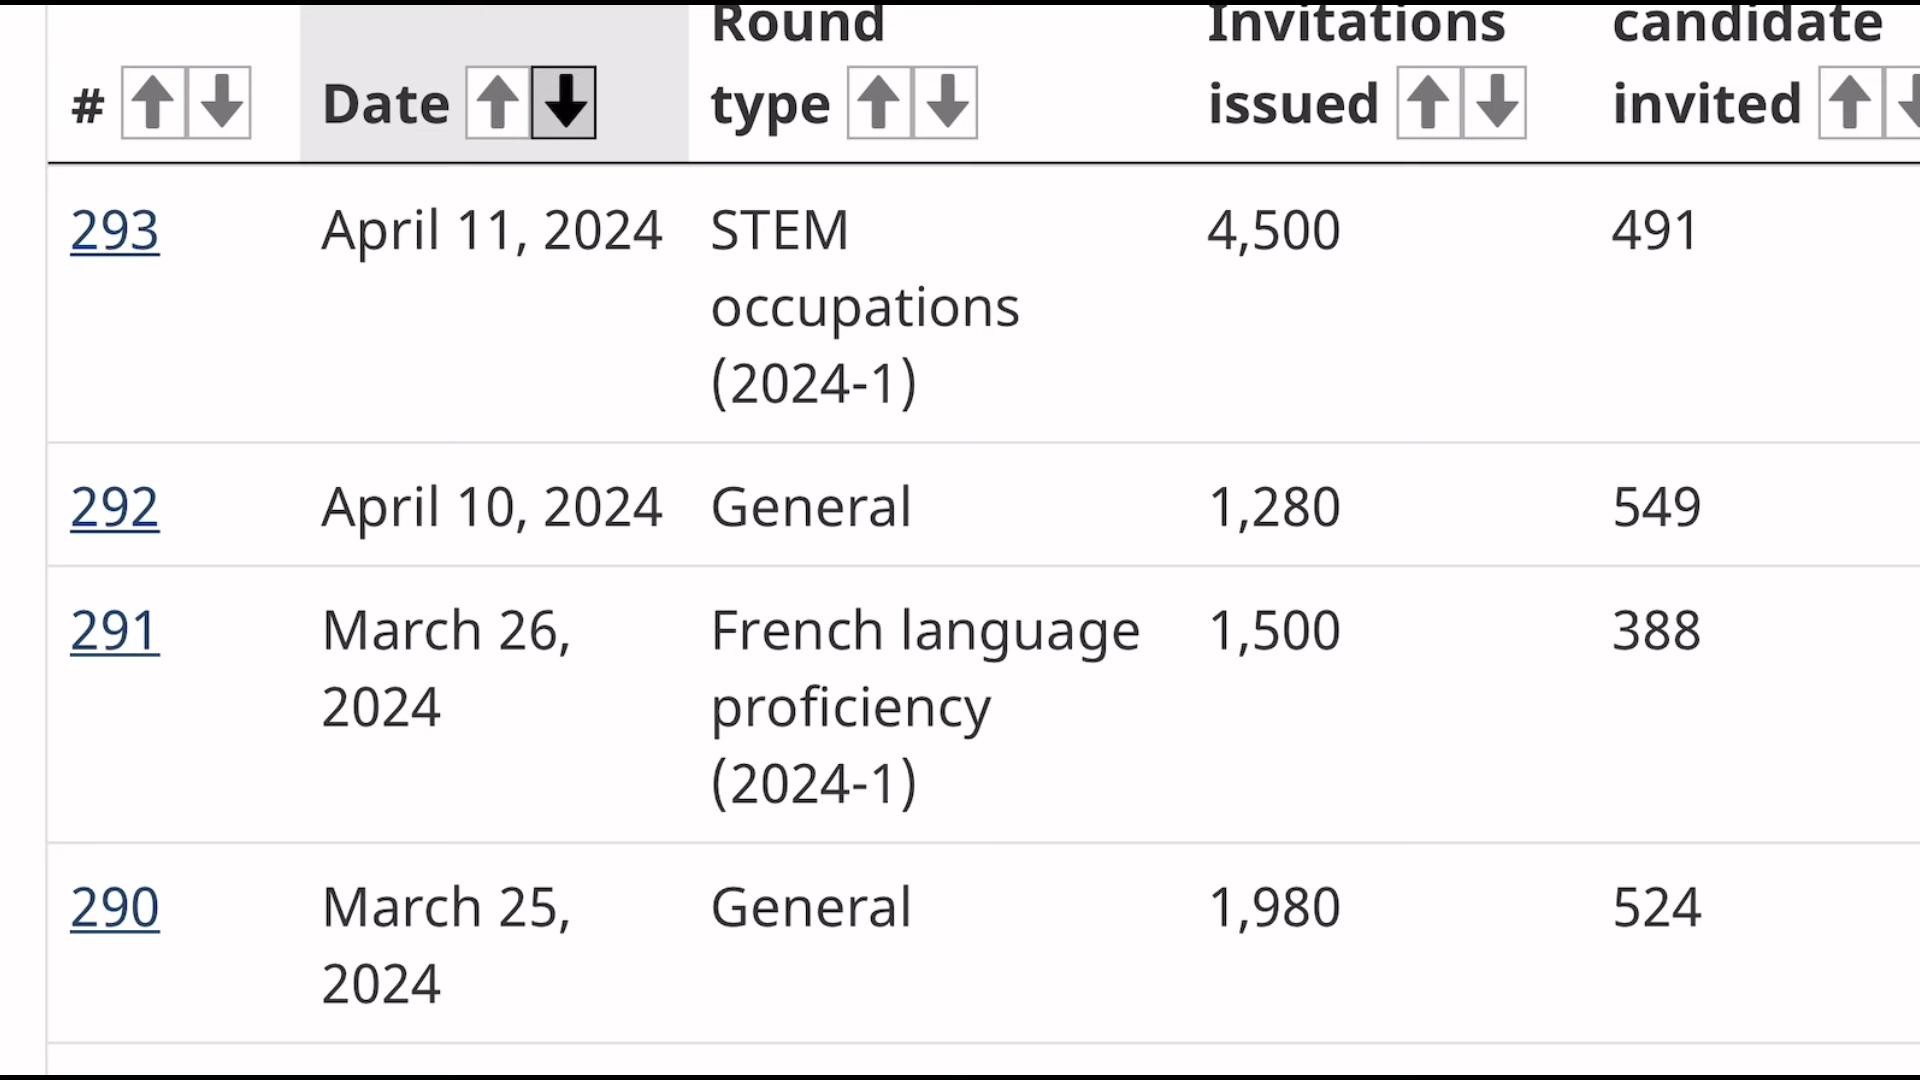 Round Invitations candidate
# Date type issued invited
293 April 11, 2024 STEM 4,500 491
occupations
(2024-1)
292 April 10, 2024 General 1,280 549
291 March 26, French language 1,500 388
2024 proficiency
(2024-1)
290 March 25, General 1,980 524
2024